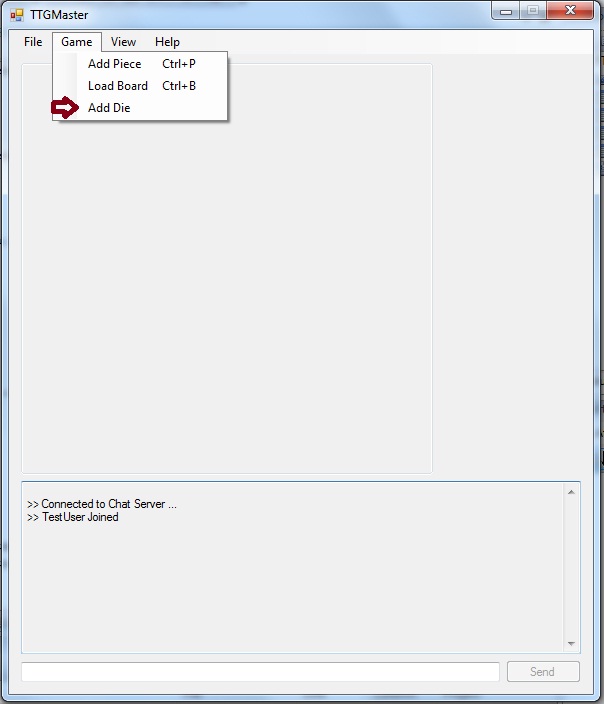 TTGMaster
File Game View Help
Add Piece Ctrl+P
Load Board Ctrl+B
Add Die
>> Connected to Chat Server ...
>> TestUser Joined
Send